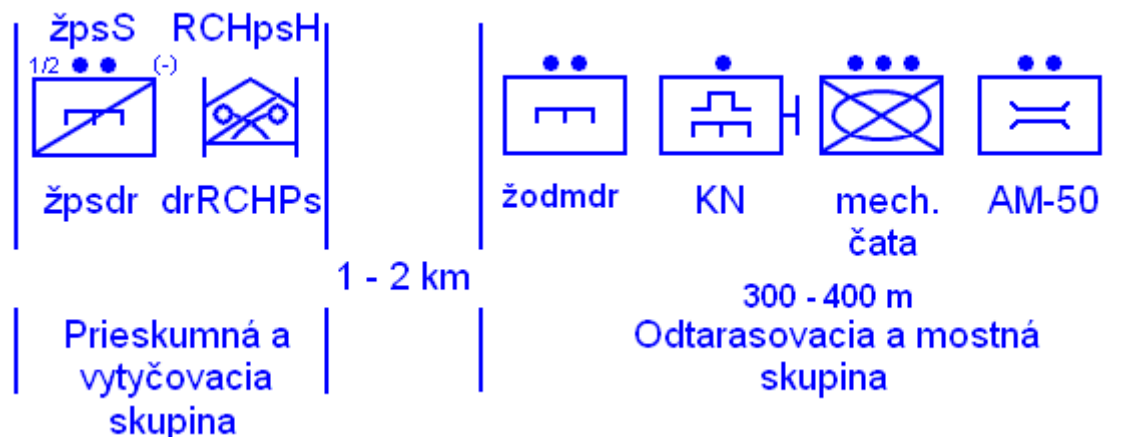 žpsS RCHpsH
1/2 (-)
žpsdr drRCHPs
žodmdr KN mech. AM-50
čata
1 - 2 km
300 - 400 m
Prieskumná a
vytyčovacia
skupina
Odtarasovacia a mostná
skupina